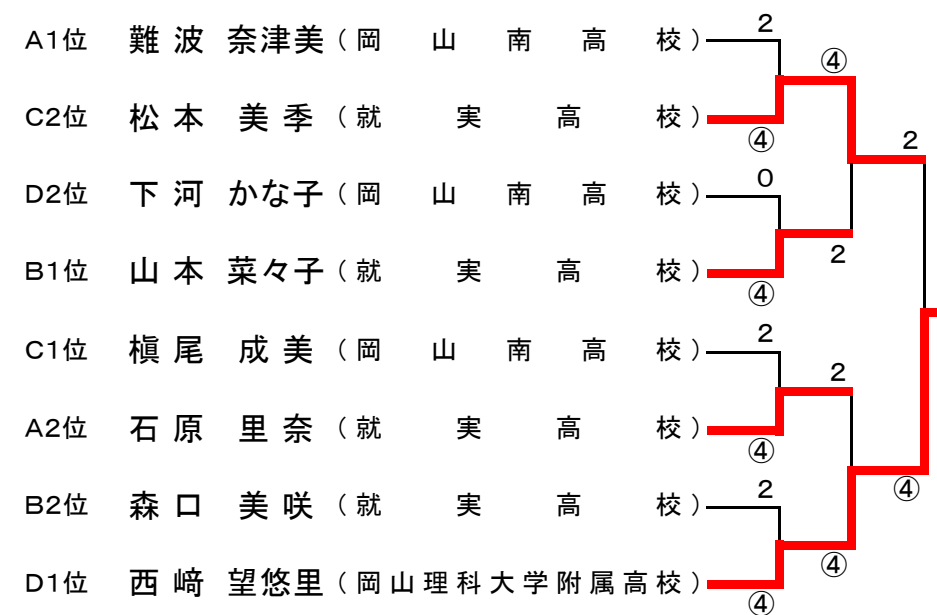 A1位 難波 奈津美（岡山南高校） 2
④
C2位 松本 美季（就実高校） ④
2
D2位 下河 かな子（岡山南高校） 0
2
B1位 山本 菜々子（就実高校） ④
C1位 槇尾 成美（岡山南高校） 2
2
A2位 石原 里奈（就実高校） ④
④
B2位 森口 美咲（就実高校） 2
④
D1位 西﨑 望悠里（岡山理科大学附属高校） ④